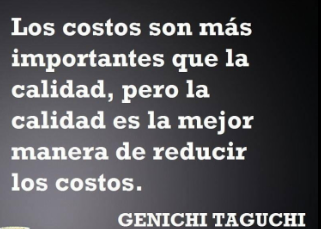 Los costos son más
importantes que la
calidad, pero la
calidad es la mejor
manera de reducir
los costos.
GENICHI TAGUCHI